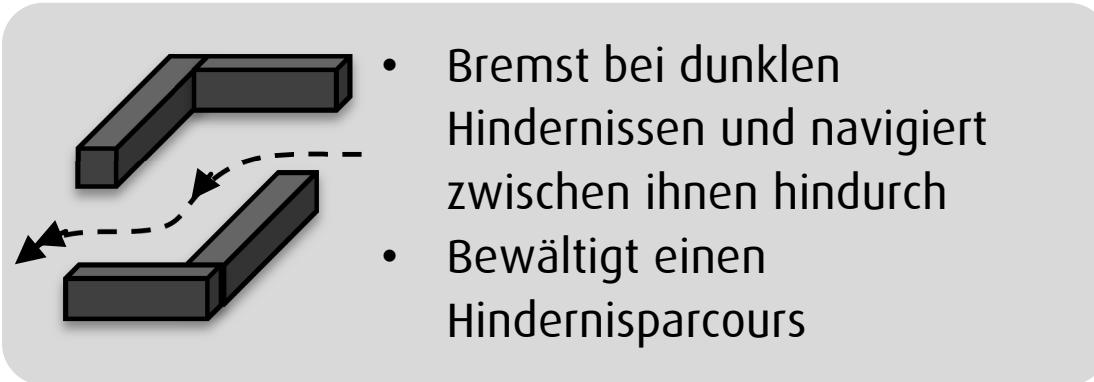 • Bremst bei dunklen
Hindernissen und navigiert
zwischen ihnen hindurch
• Bewältigt einen
Hindernisparcours